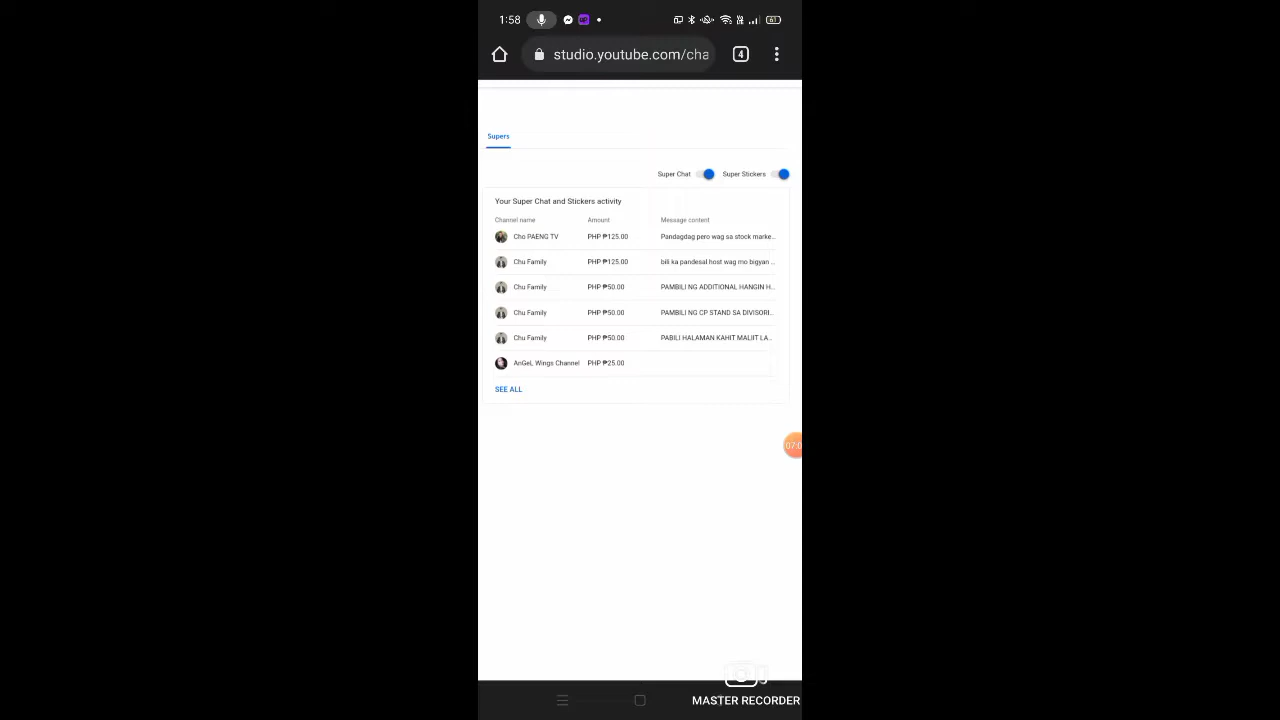 1:58 61
studio.youtube.com/cha 4
Supers
Super Chat Super Stickers
Your Super Chat and Stickers activity
Channel name Amount Message content
Cho PAENG TV PHP ₱125.00 Pandagdag pero wag sa stock marke...
Chu Family PHP ₱125.00 bili ka pandesal host wag mo bigyan ...
Chu Family PHP ₱50.00 PAMBILI NG ADDITIONAL HANGIN H...
Chu Family PHP ₱50.00 PAMBILI NG CP STAND SA DIVISORI...
Chu Family PHP ₱50.00 PABILI HALAMAN KAHIT MALIIT LA...
AnGeL Wings Channel PHP ₱25.00
SEE ALL
07:0
MASTER RECORDER